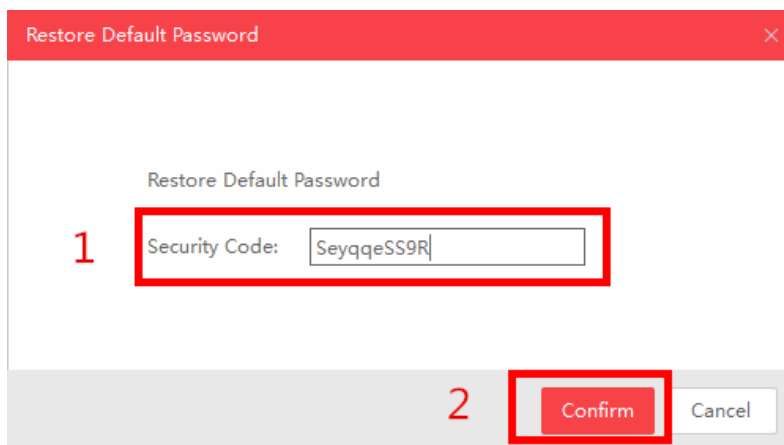 Restore Default Password
Restore Default Password
1 Security Code: SeyqqeSS9R
2 Confirm Cancel